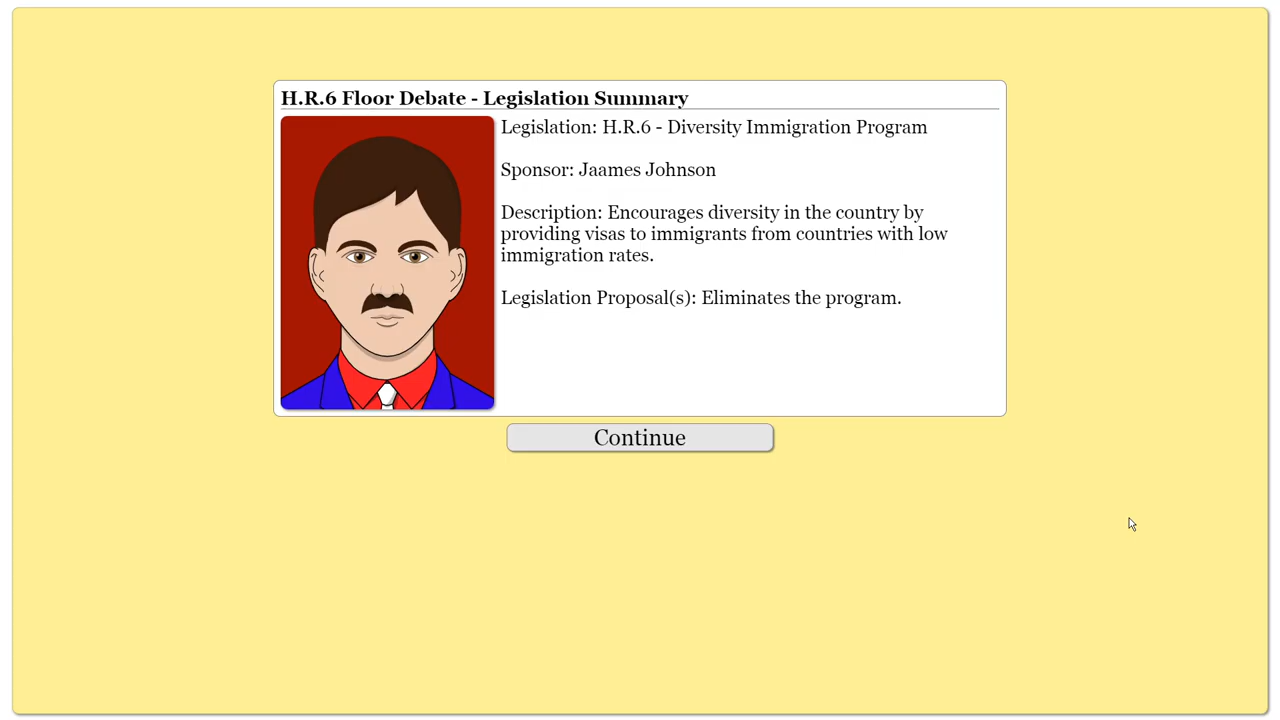 H.R.6 Floor Debate - Legislation Summary
Legislation: H.R.6 - Diversity Immigration Program
Sponsor: Jaames Johnson
Description: Encourages diversity in the country by
providing visas to immigrants from countries with low
immigration rates.
Legislation Proposal(s): Eliminates the program.
Continue